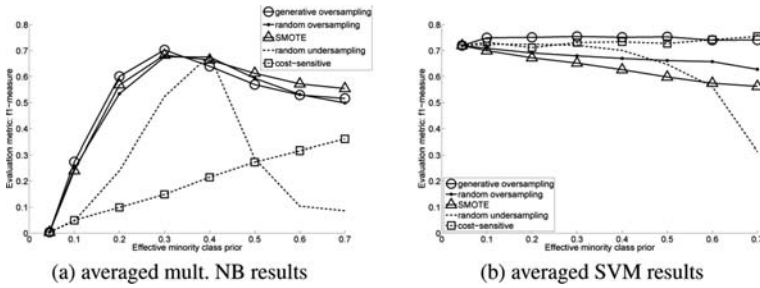 0.8
0.7
0.6
0.5
0.4
0.3
0.2
0.1
0
Evaluation metric: f1-measure
generative oversampling
random oversampling
SMOTE
random undersampling
cost-sensitive
0 0.1 0.2 0.3 0.4 0.5 0.6 0.7
Effective minority class prior
(a) averaged mult. NB results
0.8
0.7
0.6
0.5
0.4
0.3
0.2
0.1
0
Evaluation metric: f1-measure
generative oversampling
random oversampling
SMOTE
random undersampling
cost-sensitive
0 0.1 0.2 0.3 0.4 0.5 0.6 0.7
Effective minority class prior
(b) averaged SVM results